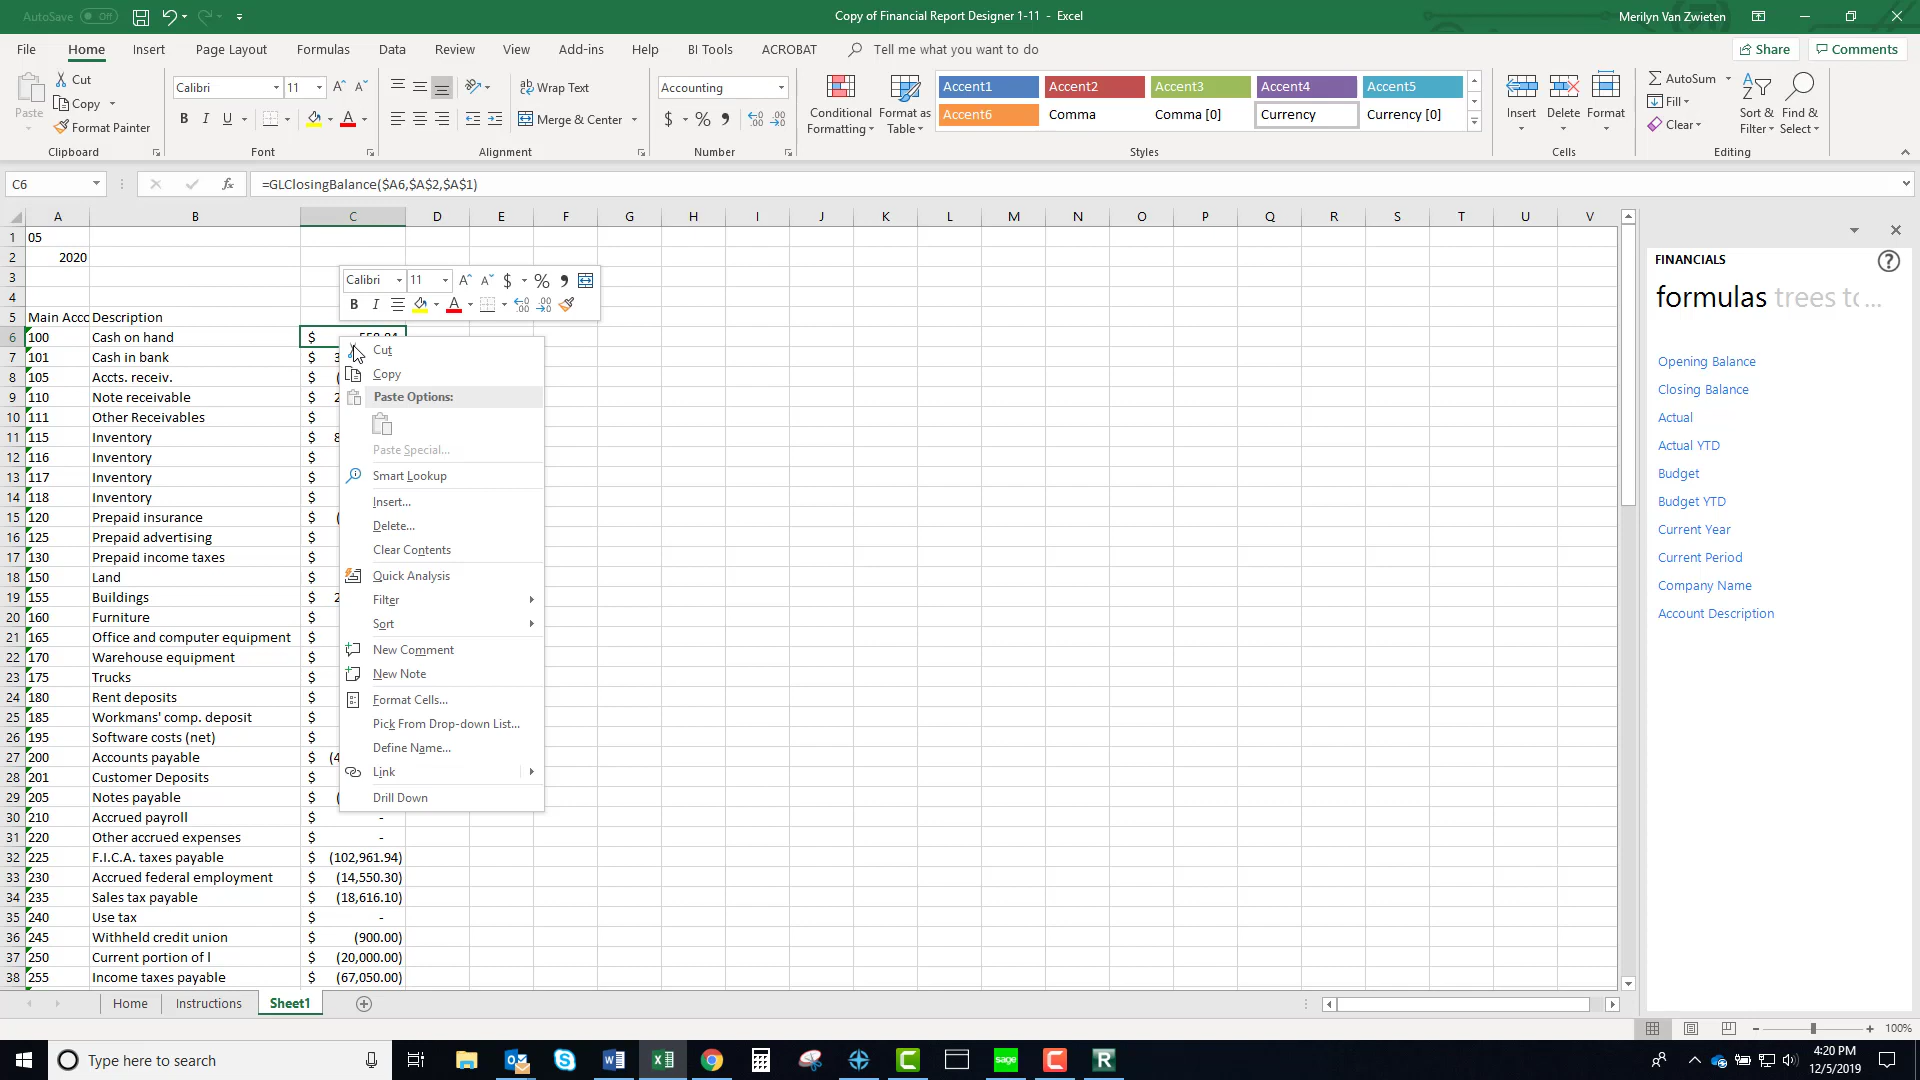 AutoSave Off
Copy of Financial Report Designer 1-11 - Excel
Merilyn Van Zwieten
File Home Insert Page Layout Formulas Data Review View Add-ins Help BI Tools ACROBAT Tell me what you want to do Share Comments
Paste
Cut
Copy
Format Painter
Clipboard
Calibri 11
B I U
Font
Wrap Text
Merge & Center
Alignment
Accounting
$ % ,
Number
Conditional Formatting
Format as Table
Accent1 Accent2 Accent3 Accent4 Accent5
Accent6 Comma Comma [0] Currency Currency [0]
Styles
Insert Delete Format
Cells
AutoSum
Fill
Clear
Sort & Filter
Find & Select
Editing
C6 fx =GLClosingBalance($A6,$A$2,$A$1)
A B C D E F G H I J K L M N O P Q R S T U V
1 05
2 2020
3
4
5 Main Acco Description
6 100 Cash on hand $
7 101 Cash in bank $ 3
8 105 Accts. receiv. $ (
9 110 Note receivable $ 2
10 111 Other Receivables $
11 115 Inventory $ 8
12 116 Inventory $
13 117 Inventory $
14 118 Inventory $
15 120 Prepaid insurance $ (
16 125 Prepaid advertising $
17 130 Prepaid income taxes $
18 150 Land $
19 155 Buildings $ 2
20 160 Furniture $
21 165 Office and computer equipment $
22 170 Warehouse equipment $
23 175 Trucks $
24 180 Rent deposits $
25 185 Workmans' comp. deposit $
26 195 Software costs (net) $
27 200 Accounts payable $ (4
28 201 Customer Deposits $
29 205 Notes payable $ (
30 210 Accrued payroll $ -
31 220 Other accrued expenses $ -
32 225 F.I.C.A. taxes payable $ (102,961.94)
33 230 Accrued federal employment $ (14,550.30)
34 235 Sales tax payable $ (18,616.10)
35 240 Use tax $ -
36 245 Withheld credit union $ (900.00)
37 250 Current portion of l $ (20,000.00)
38 255 Income taxes payable $ (67,050.00)
Calibri 11 $ % ,
B I
Cut
Copy
Paste Options:
Paste Special...
Smart Lookup
Insert...
Delete...
Clear Contents
Quick Analysis
Filter
Sort
New Comment
New Note
Format Cells...
Pick From Drop-down List...
Define Name...
Link
Drill Down
FINANCIALS
formulas trees to ...
Opening Balance
Closing Balance
Actual
Actual YTD
Budget
Budget YTD
Current Year
Current Period
Company Name
Account Description
Home Instructions Sheet1
100%
Type here to search
sage
4:20 PM
12/5/2019